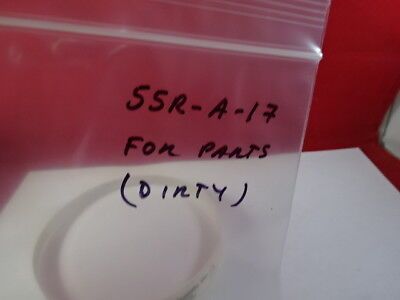 SSR-A-17
FOR PARTS
(DIRTY)